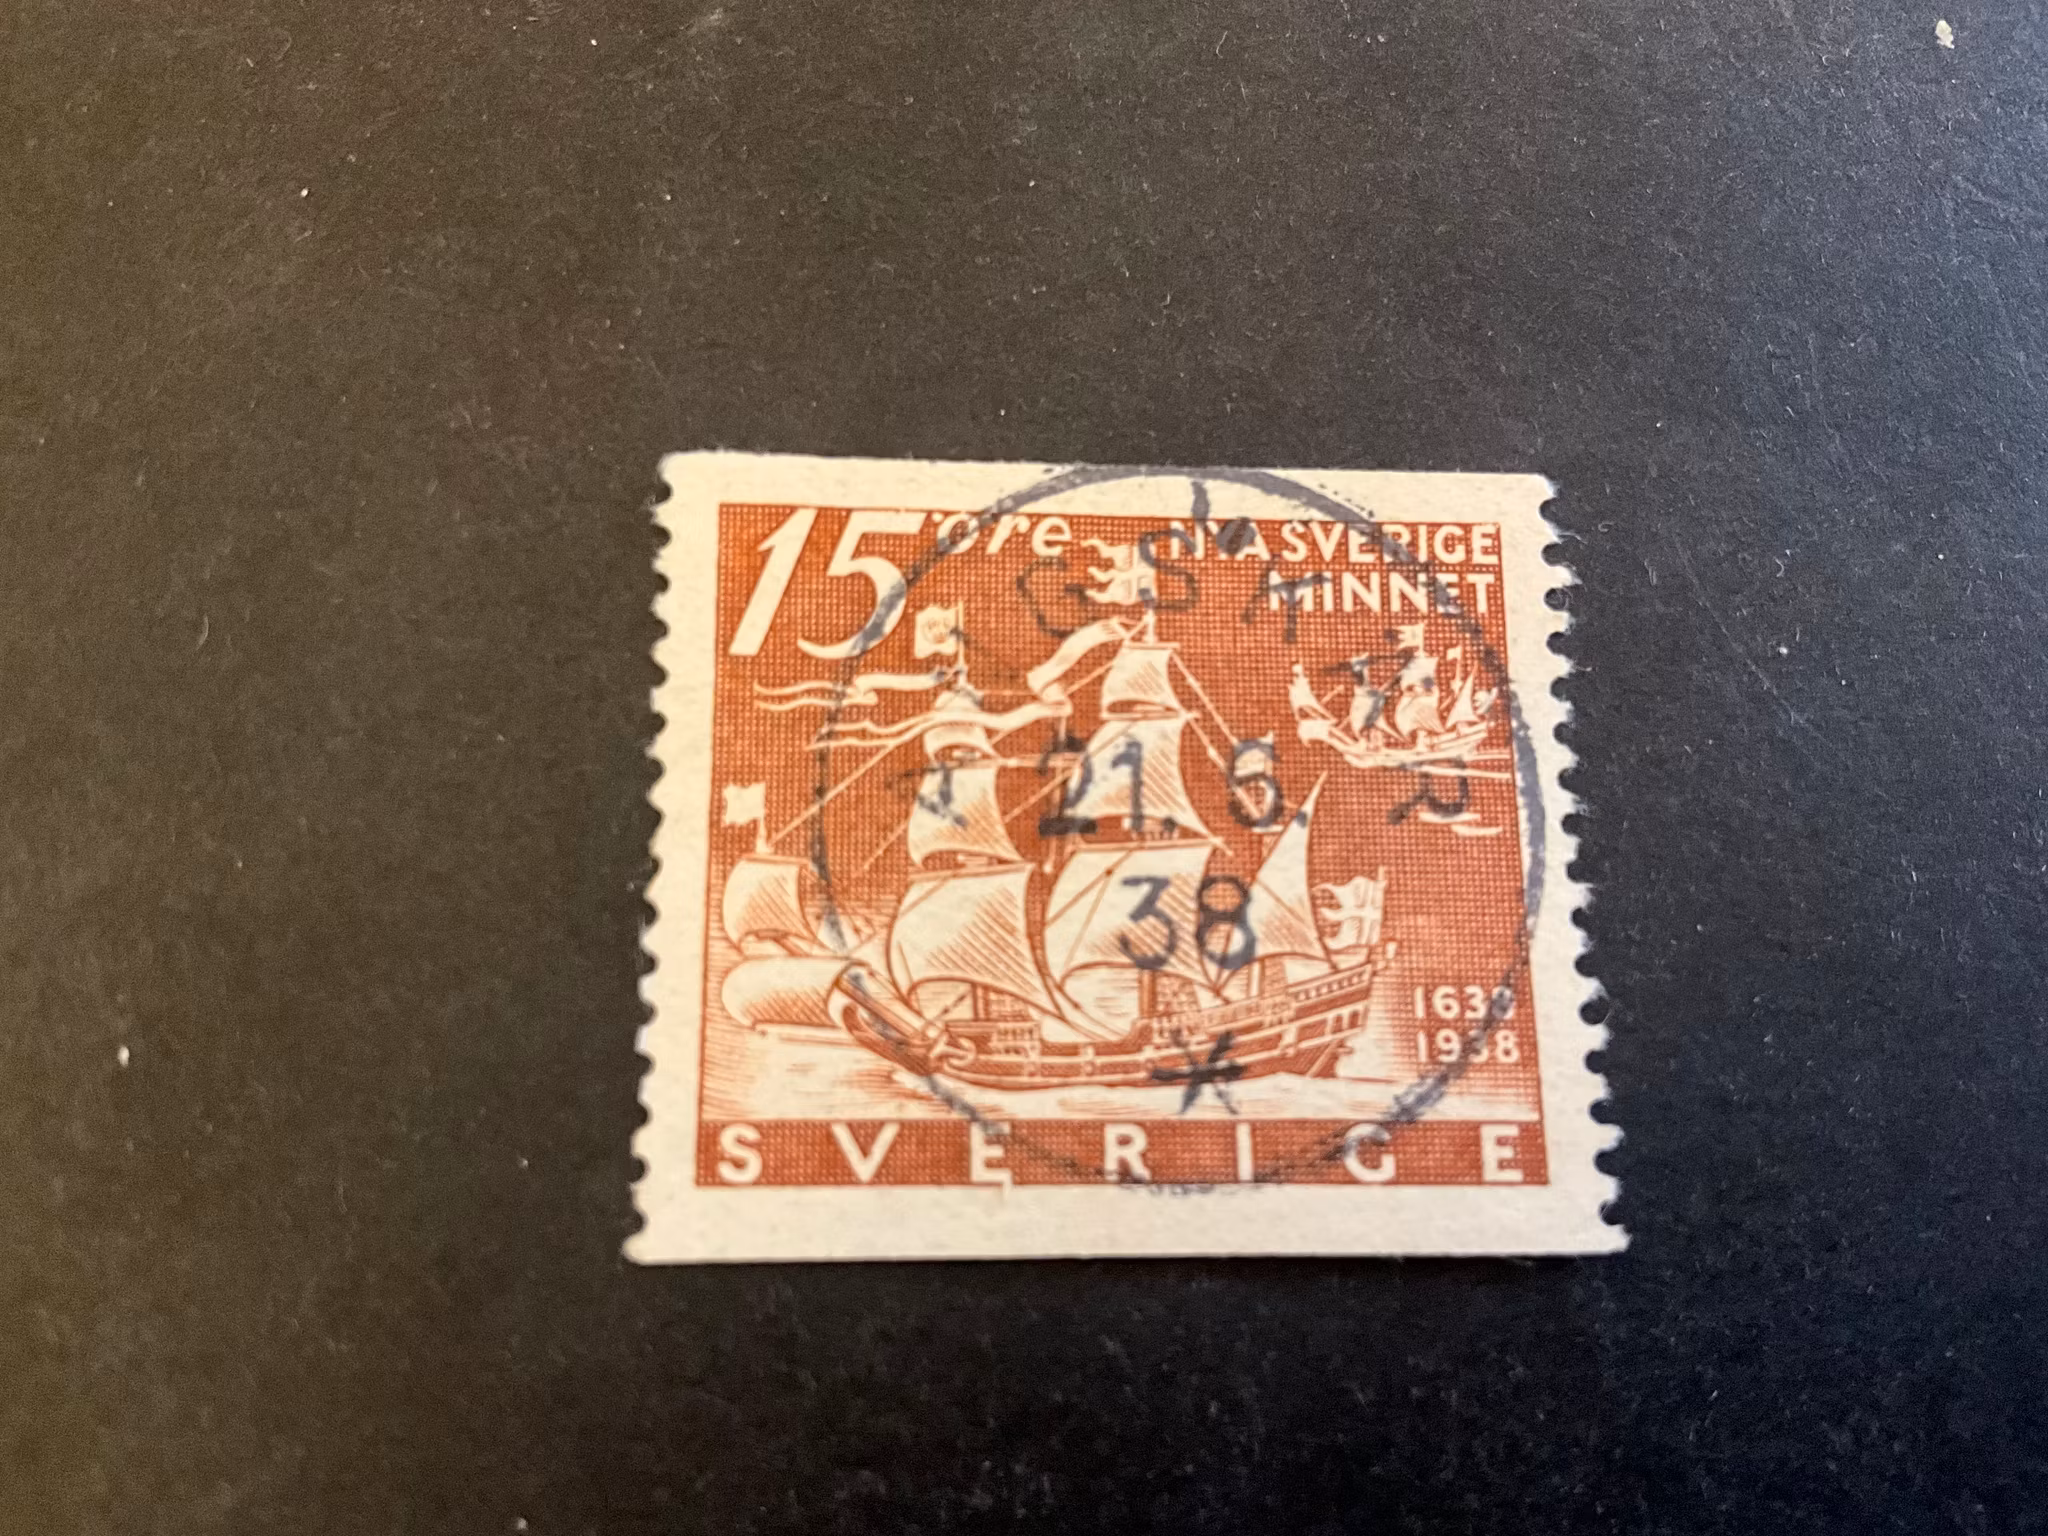 15 öre
NYA SVERIGE
MINNET
21. 6.
38
1638
1938
SVERIGE